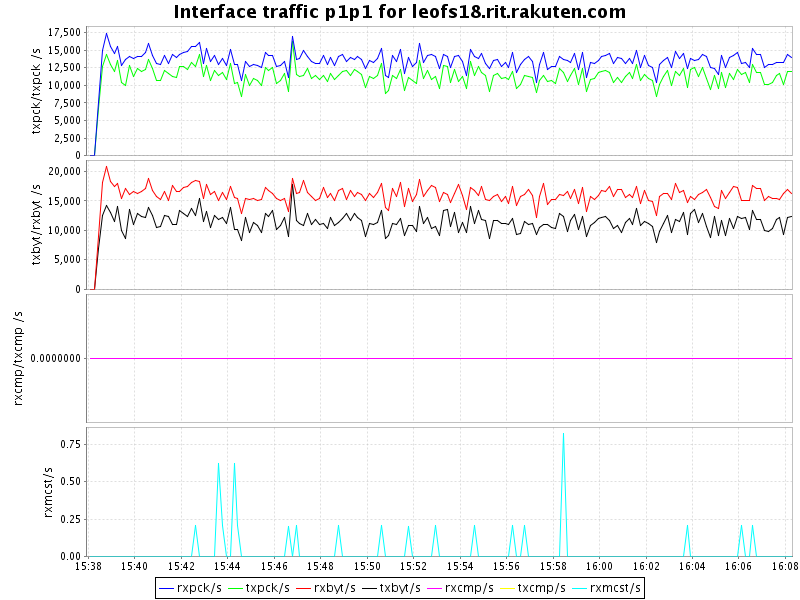 Interface traffic p1p1 for leofs18.rit.rakuten.com
txpck/txpck /s
17,500
15,000
12,500
10,000
7,500
5,000
2,500
0
txbyt/rxbyt /s
20,000
15,000
10,000
5,000
0
rxcmp/txcmp /s
0.0000000
rxmcst/s
0.75
0.50
0.25
0.00
15:38 15:40 15:42 15:44 15:46 15:48 15:50 15:52 15:54 15:56 15:58 16:00 16:02 16:04 16:06 16:08
rxpck/s txpck/s rxbyt/s txbyt/s rxcmp/s txcmp/s rxmcst/s